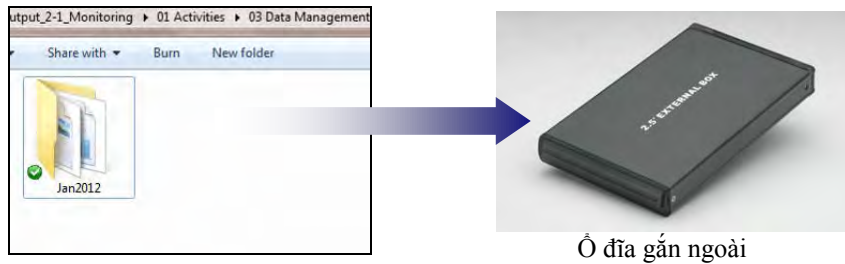 utput_2-1_Monitoring ▸ 01 Activities ▸ 03 Data Management
Share with ▾ Burn New folder
Jan2012
2.5" EXTERNAL BOX
Ổ đĩa gắn ngoài